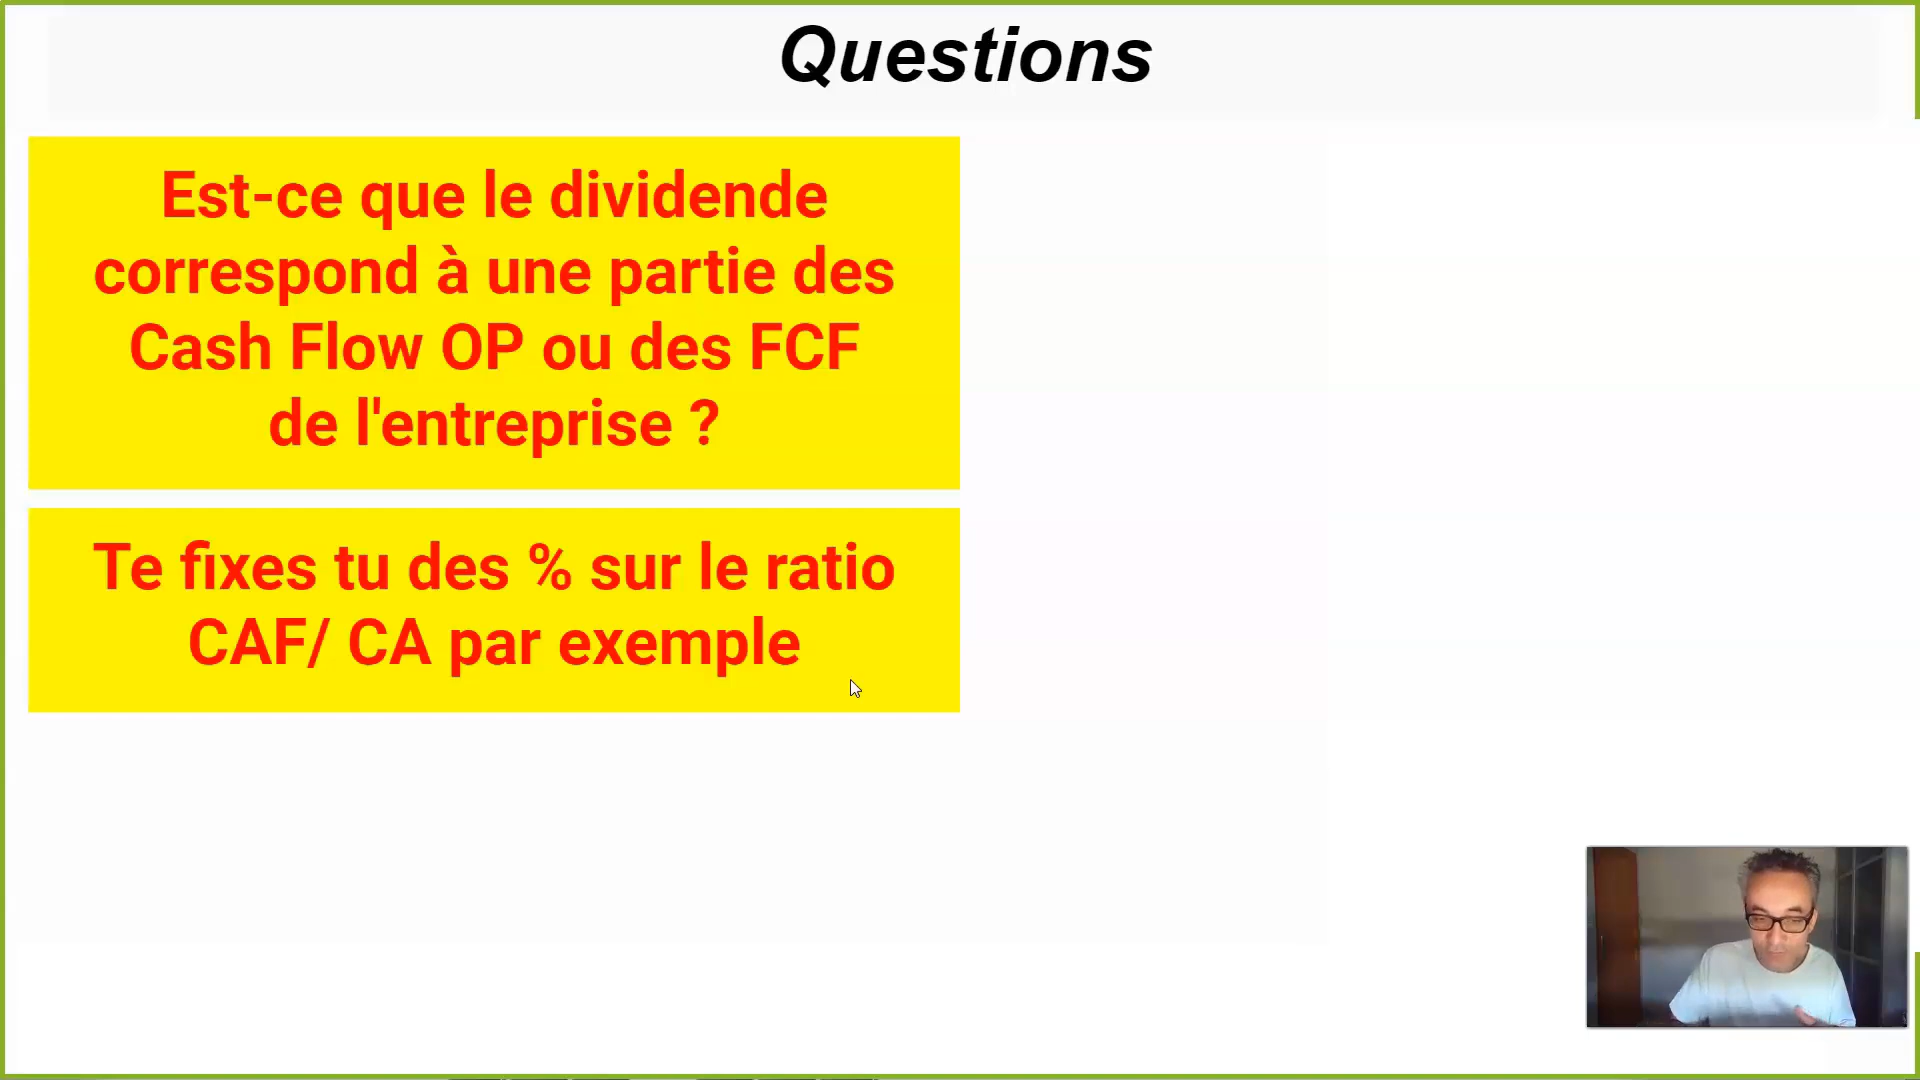 Questions
Est-ce que le dividende
correspond à une partie des
Cash Flow OP ou des FCF
de l'entreprise ?
Te fixes tu des % sur le ratio
CAF/ CA par exemple